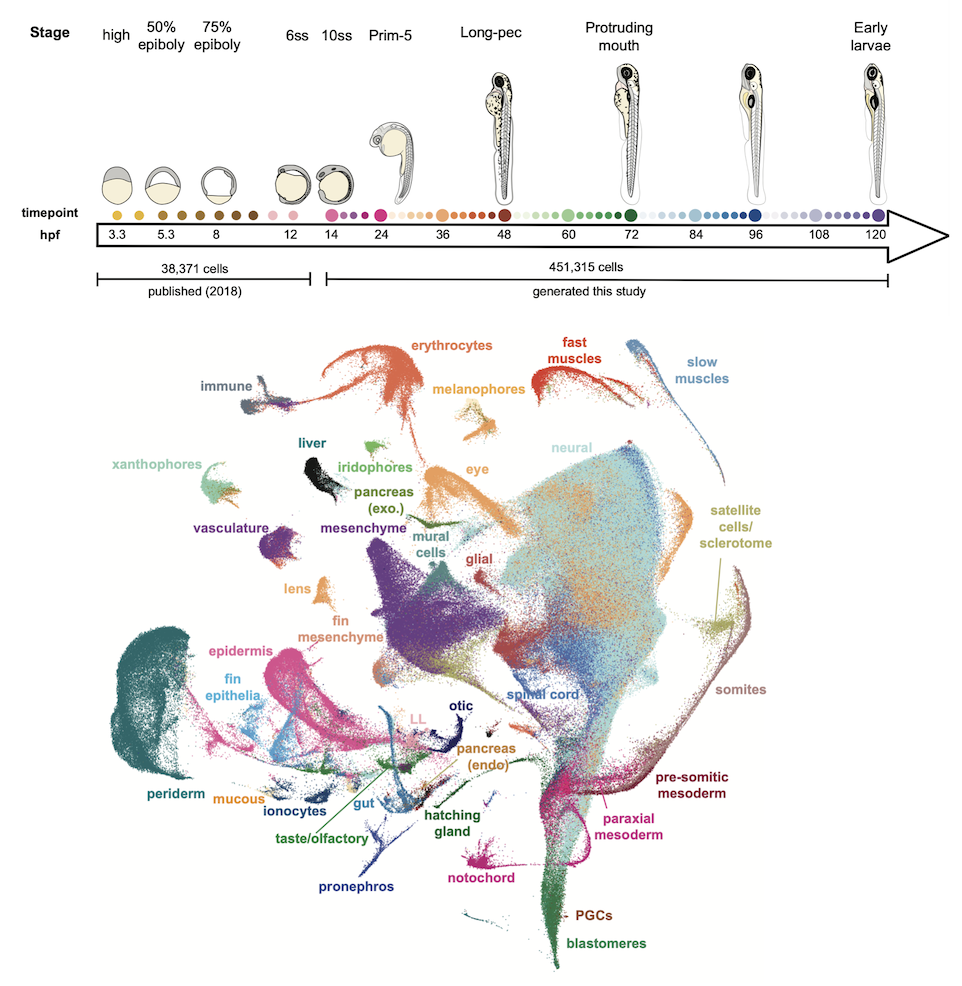 Stage
high
50%
epiboly
75%
epiboly
6ss
10ss
Prim-5
Long-pec
Protruding
mouth
Early
larvae
timepoint
hpf
3.3
5.3
8
12
14
24
36
48
60
72
84
96
108
120
38,371 cells
published (2018)
451,315 cells
generated this study
erythrocytes
fast
muscles
slow
muscles
immune
melanophores
liver
iridophores
neural
xanthophores
eye
pancreas
(exo.)
vasculature
mesenchyme
mural
cells
satellite
cells/
sclerotome
glial
lens
fin
mesenchyme
epidermis
fin
epithelia
spinal cord
somites
otic
LL
pancreas
(endo)
periderm
mucous
ionocytes
gut
hatching
gland
pre-somitic
mesoderm
paraxial
mesoderm
taste/olfactory
pronephros
notochord
PGCs
blastomeres